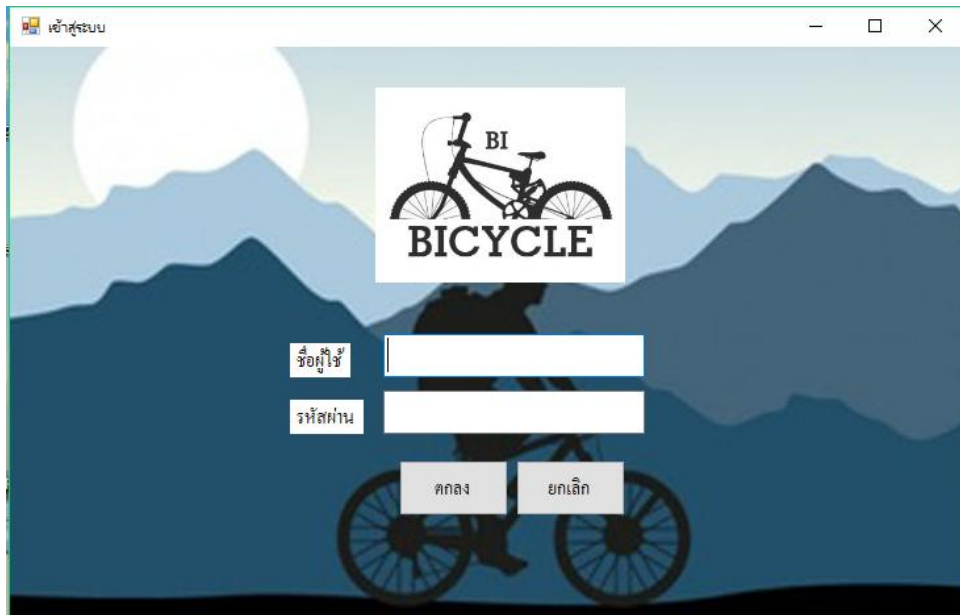 เข้าสู่ระบบ
BI
BICYCLE
ชื่อผู้ใช้
รหัสผ่าน
ตกลง ยกเลิก